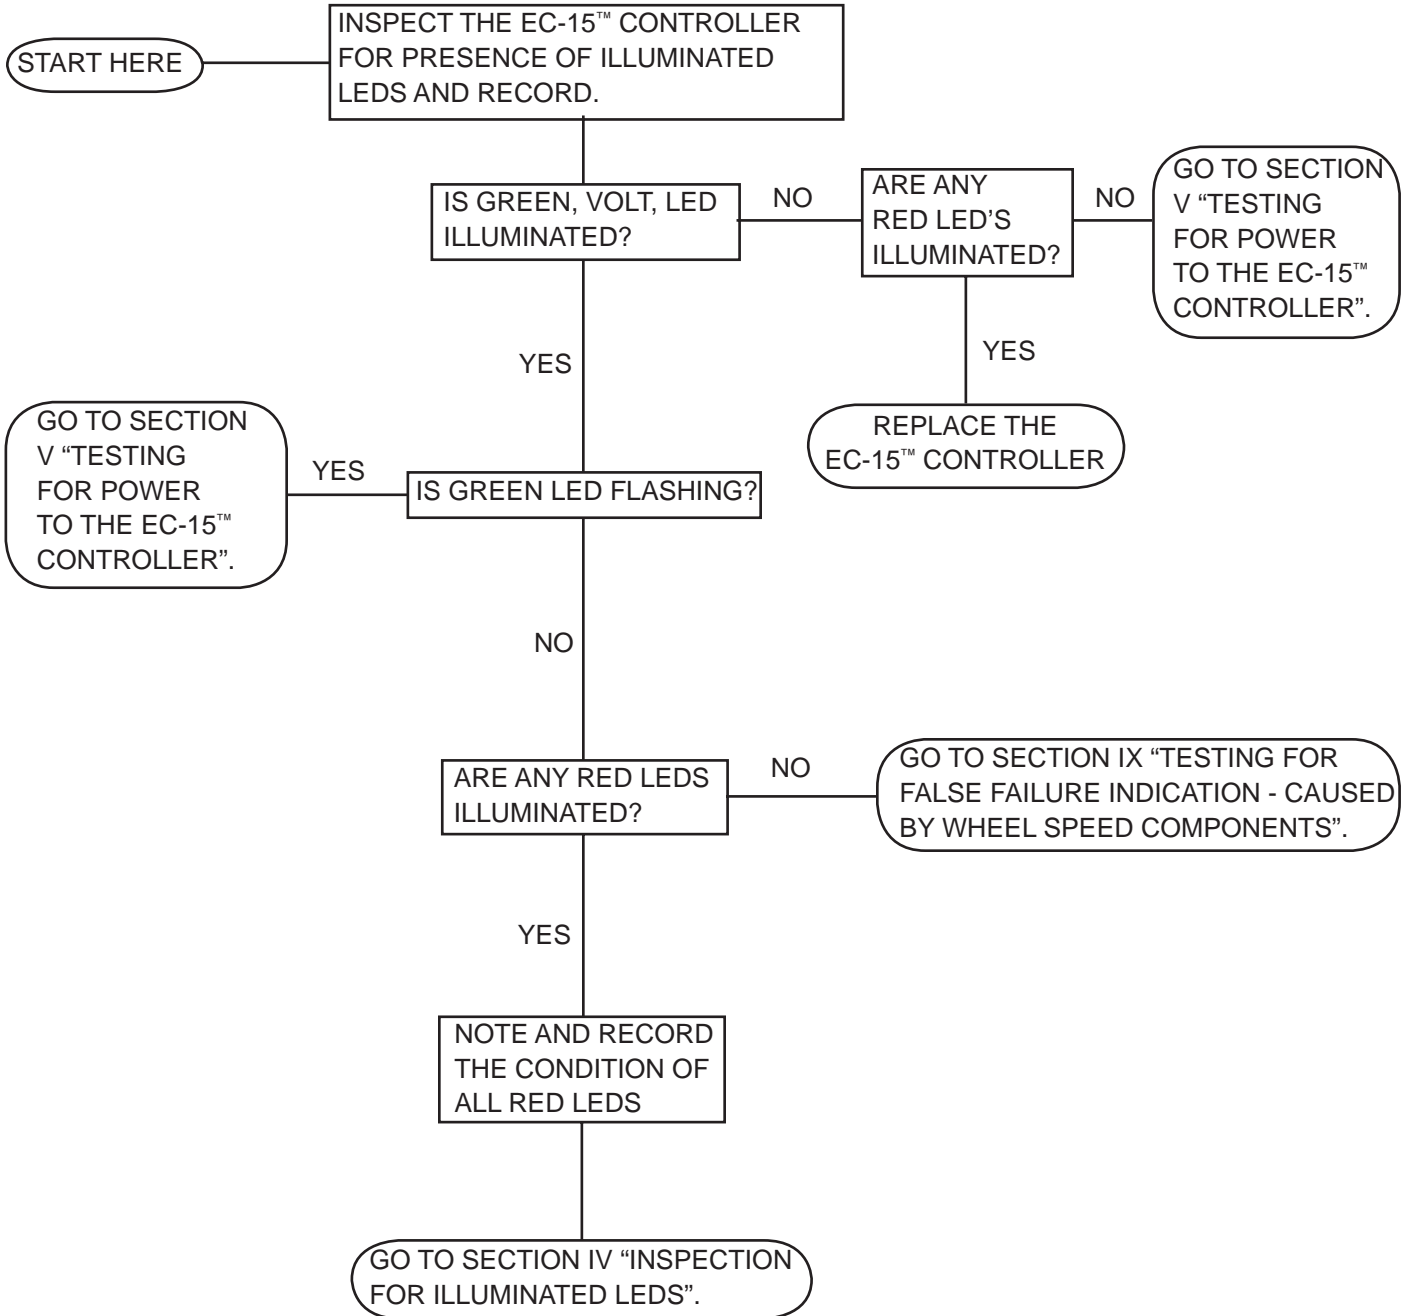 START HERE
INSPECT THE EC-15™ CONTROLLER
FOR PRESENCE OF ILLUMINATED
LEDS AND RECORD.
IS GREEN, VOLT, LED
ILLUMINATED?
NO
ARE ANY
RED LED’S
ILLUMINATED?
NO
GO TO SECTION
V “TESTING
FOR POWER
TO THE EC-15™
CONTROLLER”.
YES
REPLACE THE
EC-15™ CONTROLLER
YES
IS GREEN LED FLASHING?
YES
GO TO SECTION
V “TESTING
FOR POWER
TO THE EC-15™
CONTROLLER”.
NO
ARE ANY RED LEDS
ILLUMINATED?
NO
GO TO SECTION IX “TESTING FOR
FALSE FAILURE INDICATION - CAUSED
BY WHEEL SPEED COMPONENTS”.
YES
NOTE AND RECORD
THE CONDITION OF
ALL RED LEDS
GO TO SECTION IV “INSPECTION
FOR ILLUMINATED LEDS”.